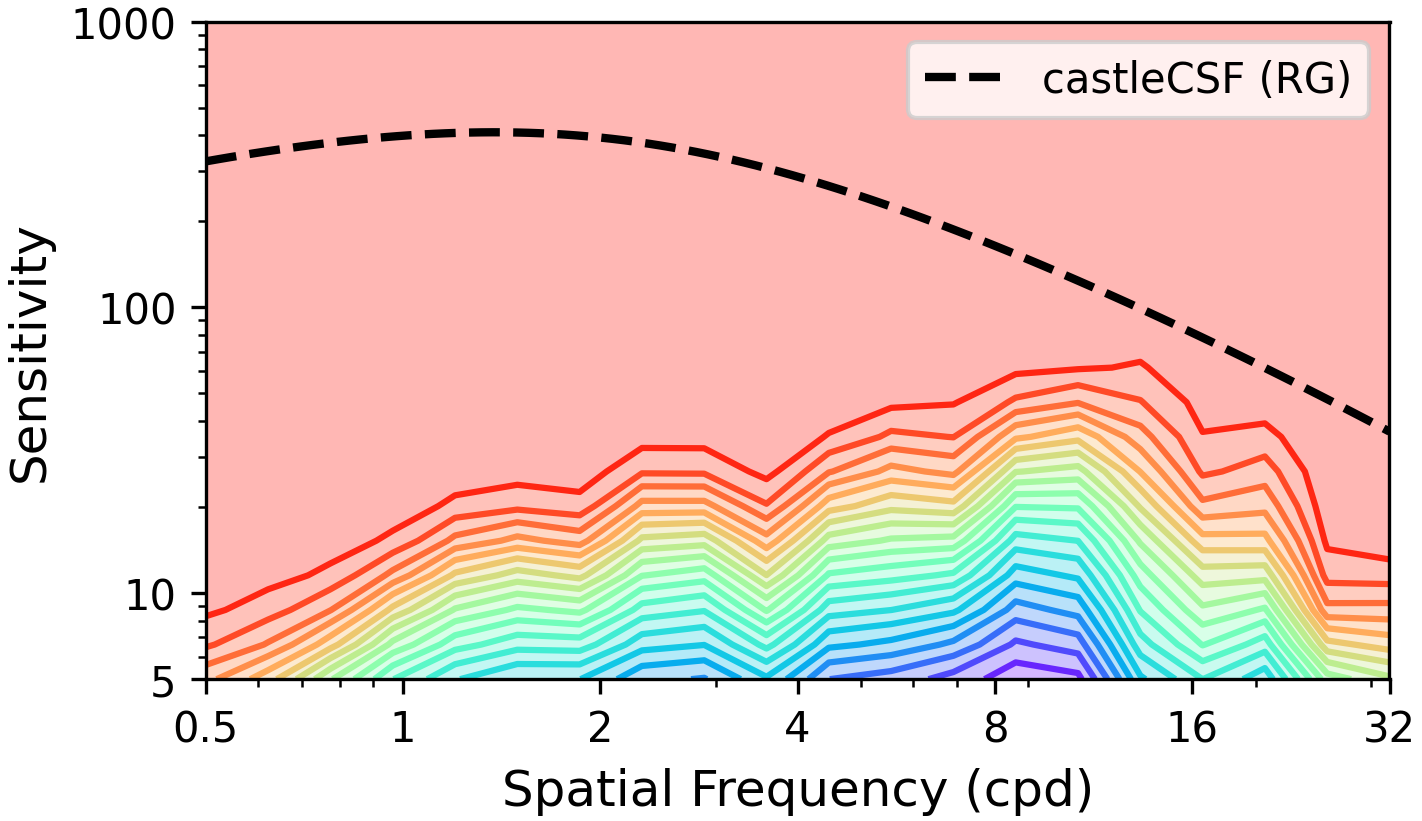 1000
castleCSF (RG)
100
Sensitivity
10
5
0.5 1 2 4 8 16 32
Spatial Frequency (cpd)